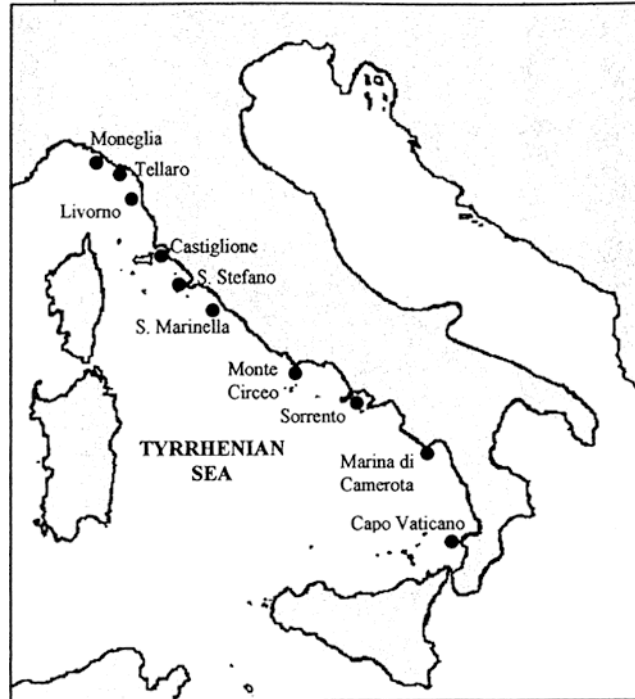 Moneglia
Tellaro
Livorno
Castiglione
S. Stefano
S. Marinella
Monte
Circeo
Sorrento
TYRRHENIAN
SEA
Marina di
Camerota
Capo Vaticano